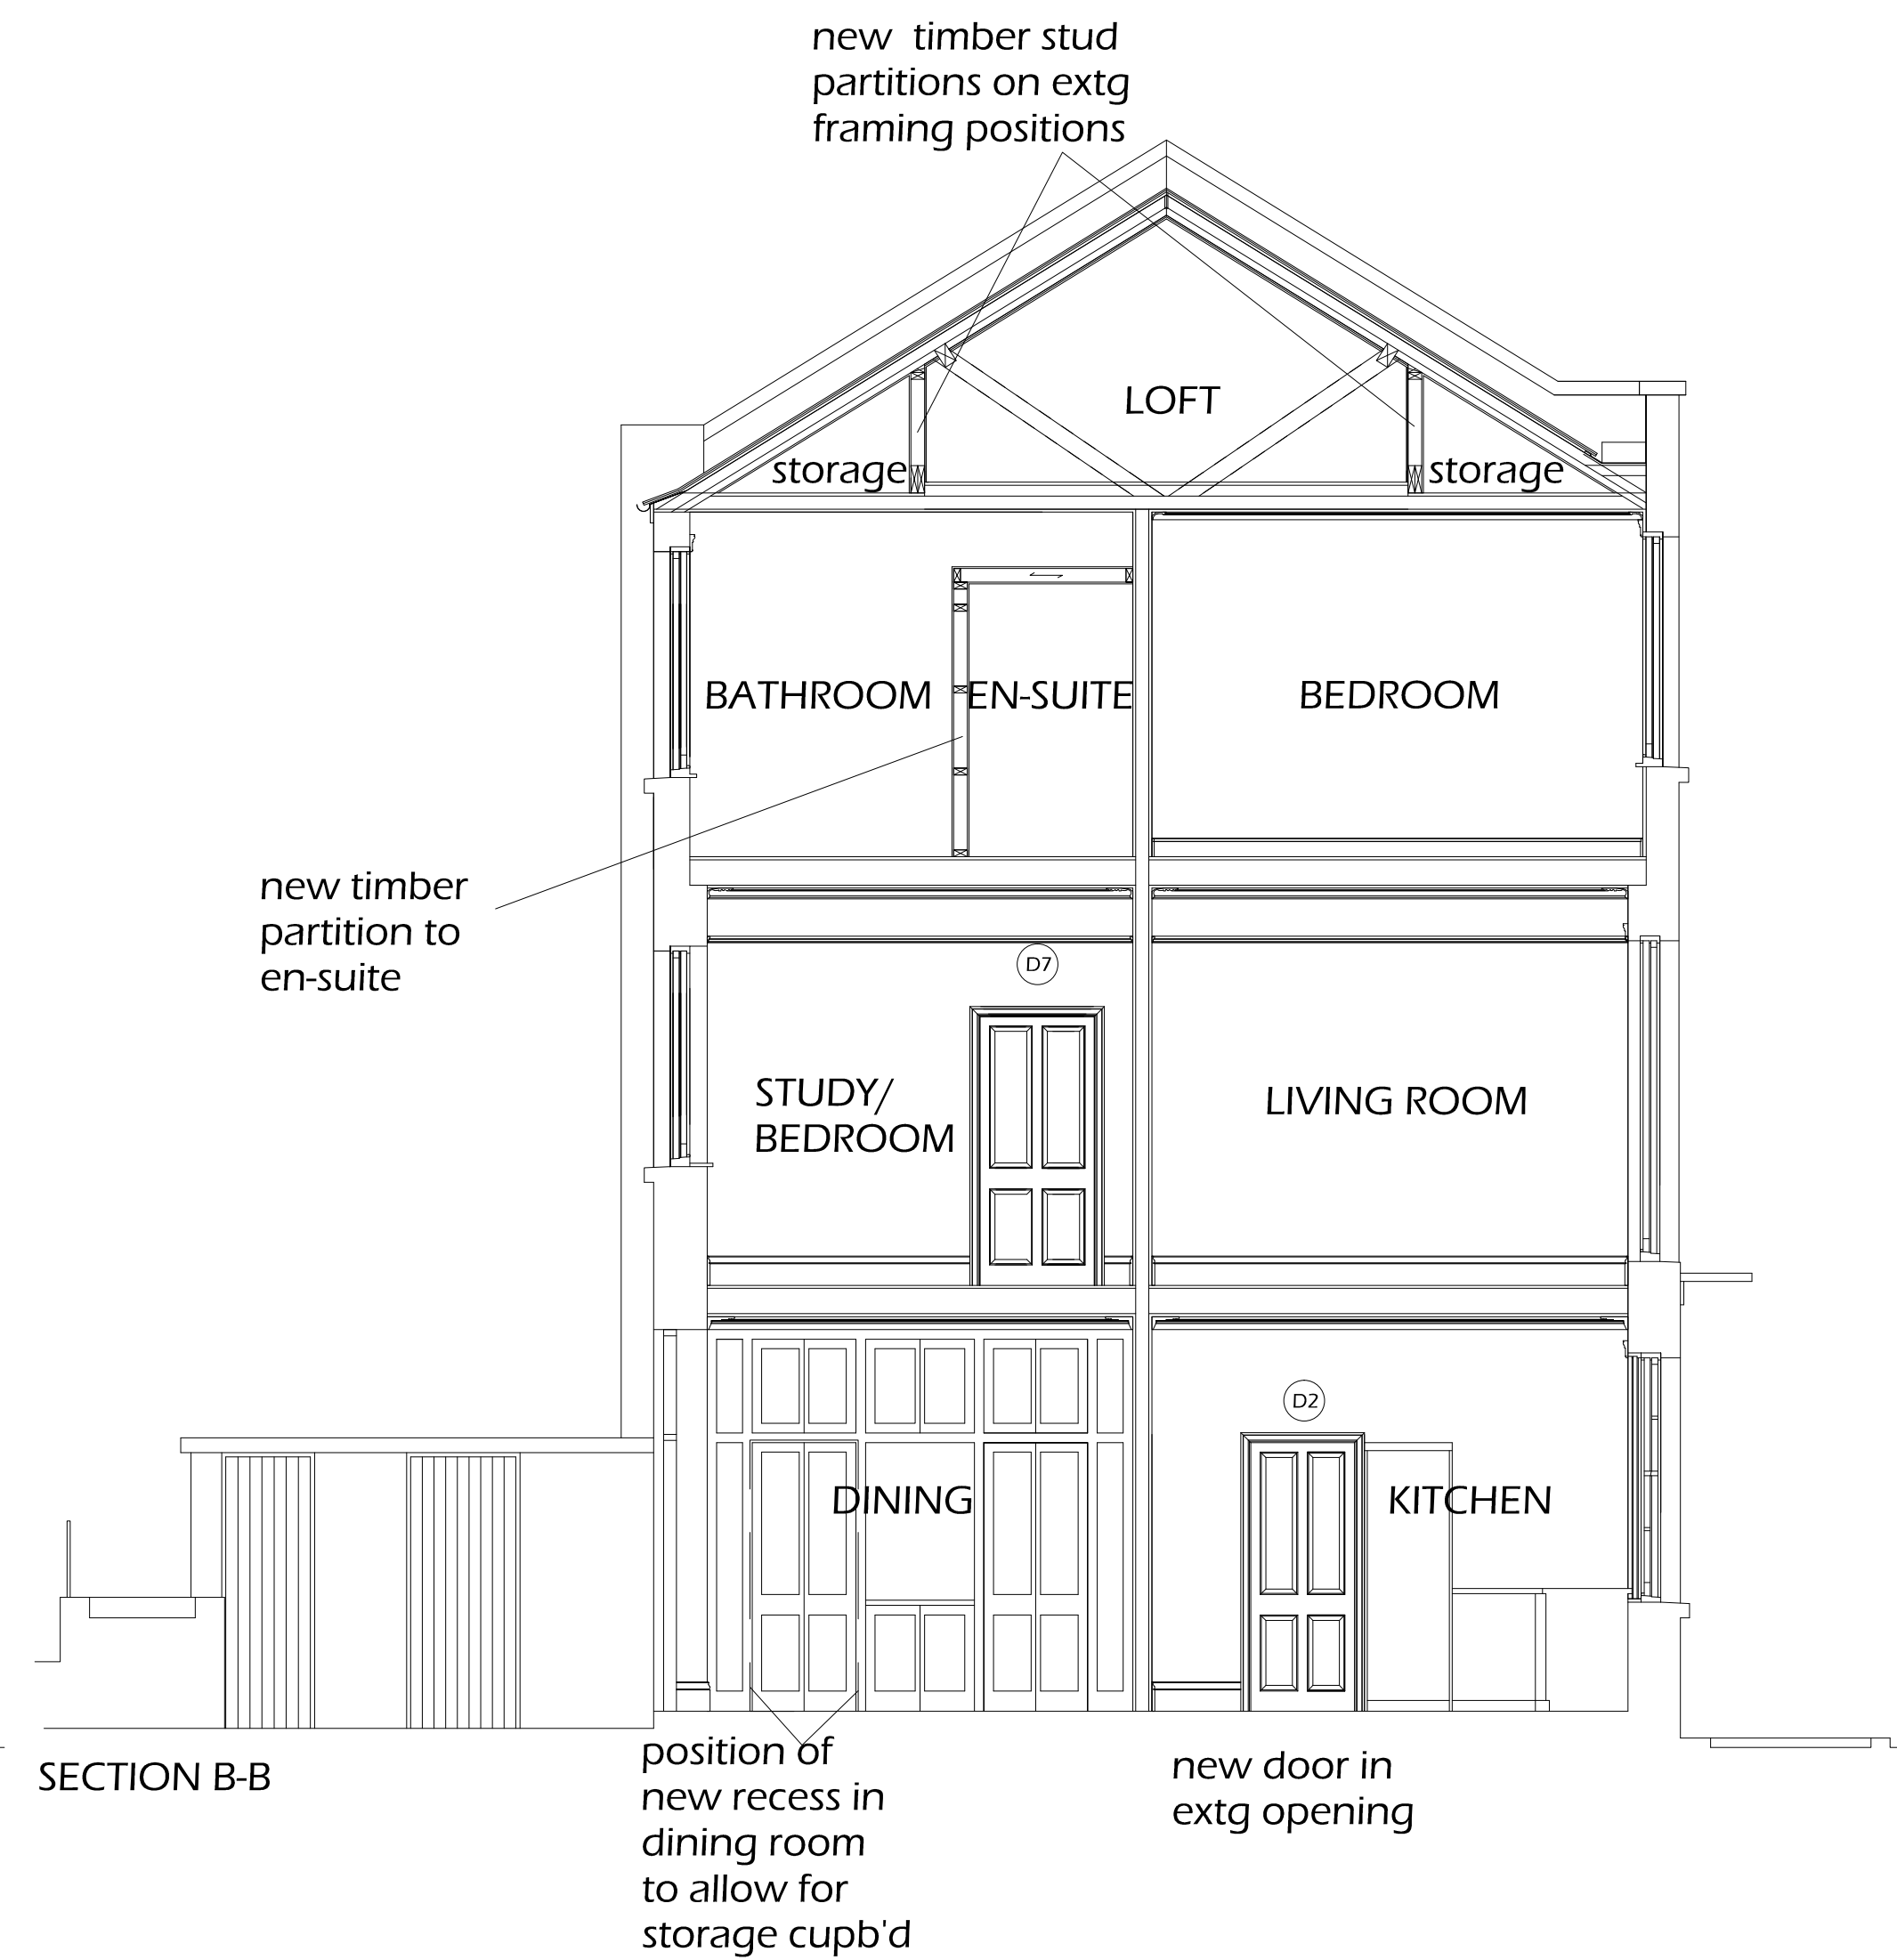 new  timber stud
partitions on extg
framing positions
LOFT
storage
storage
BATHROOM
EN-SUITE
BEDROOM
new timber
partition to
en-suite
D7
STUDY/
BEDROOM
LIVING ROOM
D2
DINING
KITCHEN
SECTION B-B
position of
new recess in
dining room
to allow for
storage cupb'd
new door in
extg opening